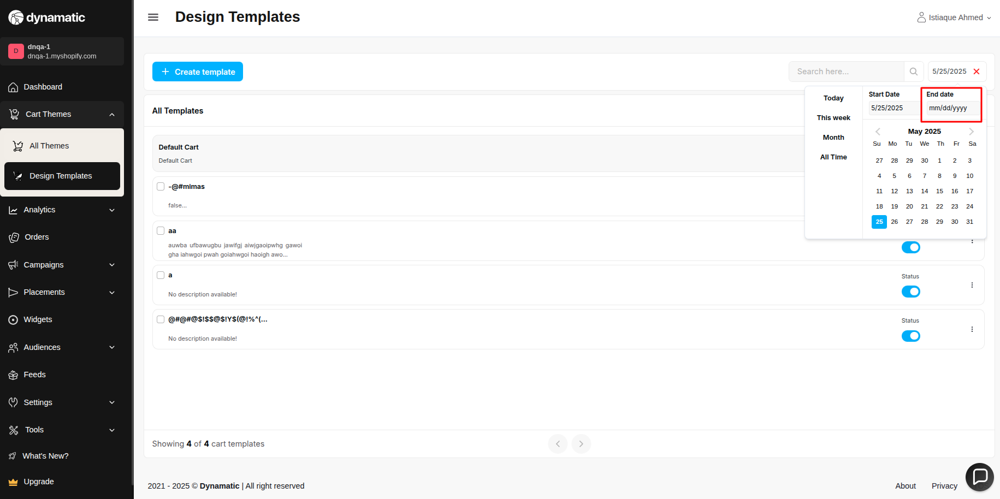 dynamatic
Design Templates
Istiaque Ahmed
D
dnqa-1
dnqa-1.myshopify.com
Dashboard
Cart Themes
All Themes
Design Templates
Analytics
Orders
Campaigns
Placements
Widgets
Audiences
Feeds
Settings
Tools
What's New?
Upgrade
+ Create template
Search here...
5/25/2025
Today
This week
Month
All Time
Start Date
End date
5/25/2025
mm/dd/yyyy
May 2025
Su Mo Tu We Th Fr Sa
27 28 29 30 1 2 3
4 5 6 7 8 9 10
11 12 13 14 15 16 17
18 19 20 21 22 23 24
25 26 27 28 29 30 31
All Templates
Default Cart
Default Cart
-@#mimas
false...
aa
auwba ufbawugbu jawifgj aiwjgaoipwhg gawoi
gha iahwgoi pwah goiahwgoi haoigh awo...
a
No description available!
Status
@#@#@$!$$@$!Y$(@!%^(...
No description available!
Status
Showing 4 of 4 cart templates
2021 - 2025 © Dynamatic | All right reserved
About
Privacy